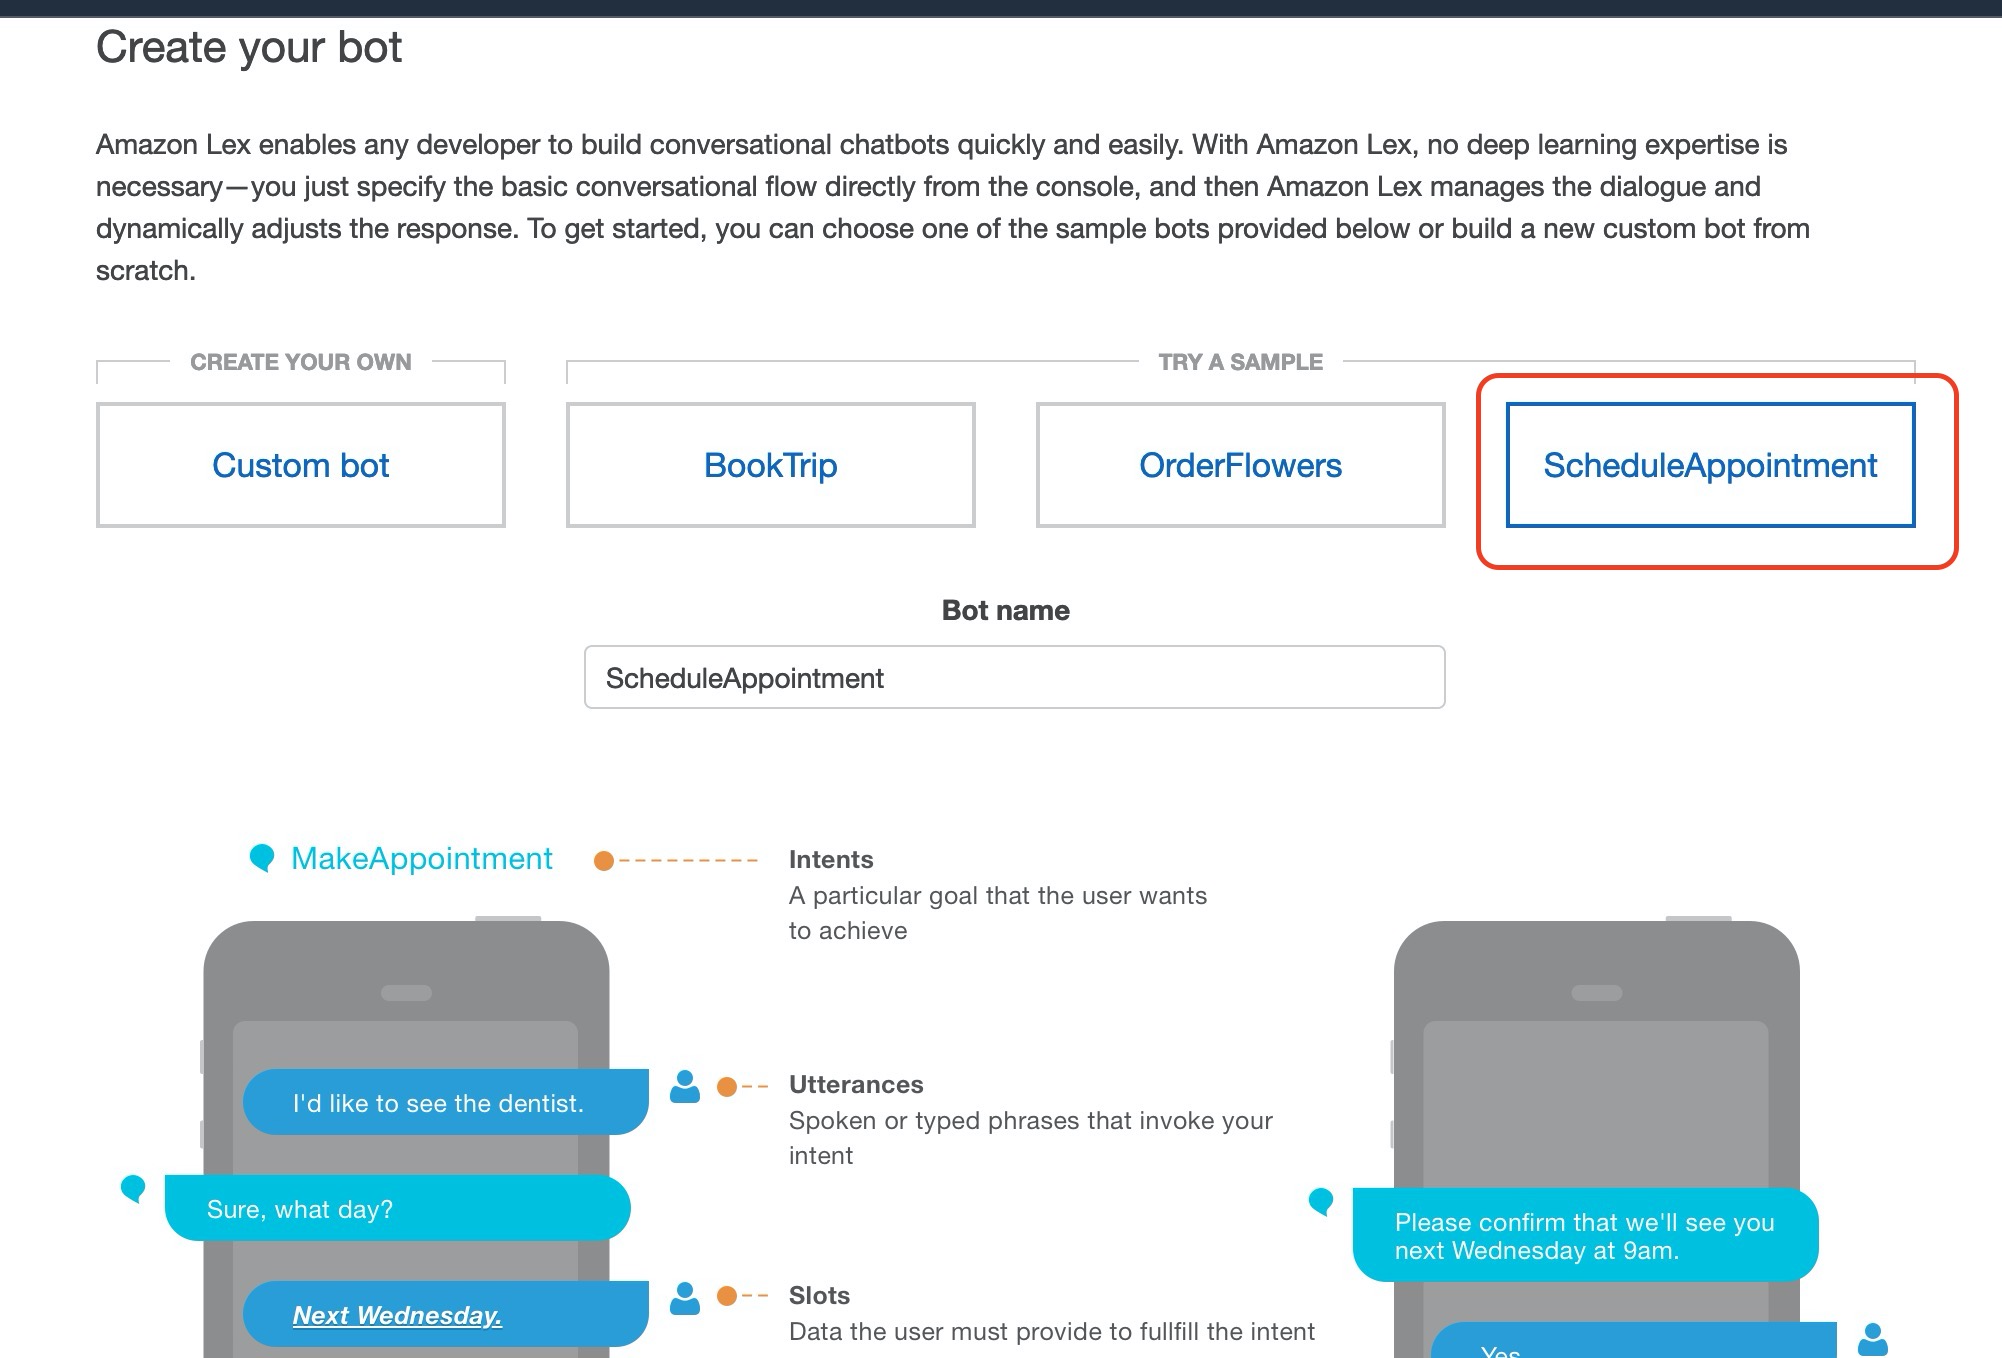 Create your bot
Amazon Lex enables any developer to build conversational chatbots quickly and easily. With Amazon Lex, no deep learning expertise is
necessary—you just specify the basic conversational flow directly from the console, and then Amazon Lex manages the dialogue and
dynamically adjusts the response. To get started, you can choose one of the sample bots provided below or build a new custom bot from
scratch.
CREATE YOUR OWN
TRY A SAMPLE
Custom bot
BookTrip
OrderFlowers
ScheduleAppointment
Bot name
ScheduleAppointment
MakeAppointment
Intents
A particular goal that the user wants
to achieve
I'd like to see the dentist.
Utterances
Spoken or typed phrases that invoke your
intent
Sure, what day?
Please confirm that we'll see you
next Wednesday at 9am.
Next Wednesday.
Slots
Data the user must provide to fullfill the intent
Yes